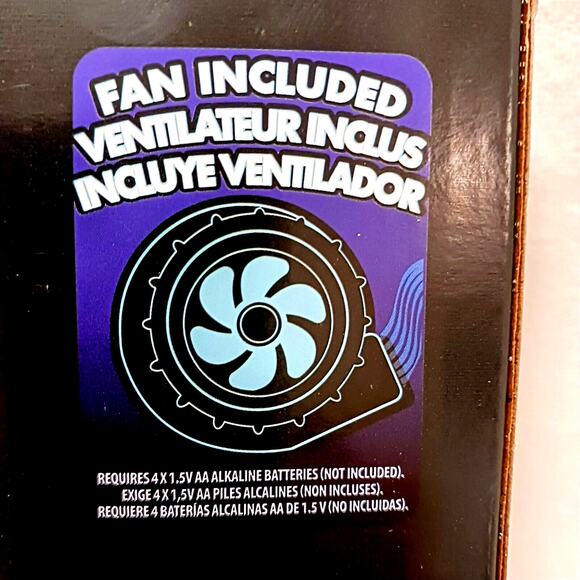 FAN INCLUDED
VENTILATEUR INCLUS
INCLUYE VENTILADOR
REQUIRES 4 X 1.5V AA ALKALINE BATTERIES (NOT INCLUDED).
EXIGE 4 X 1,5V AA PILES ALCALINES (NON INCLUSES).
REQUIERE 4 BATERÍAS ALCALINAS AA DE 1.5 V (NO INCLUIDAS).